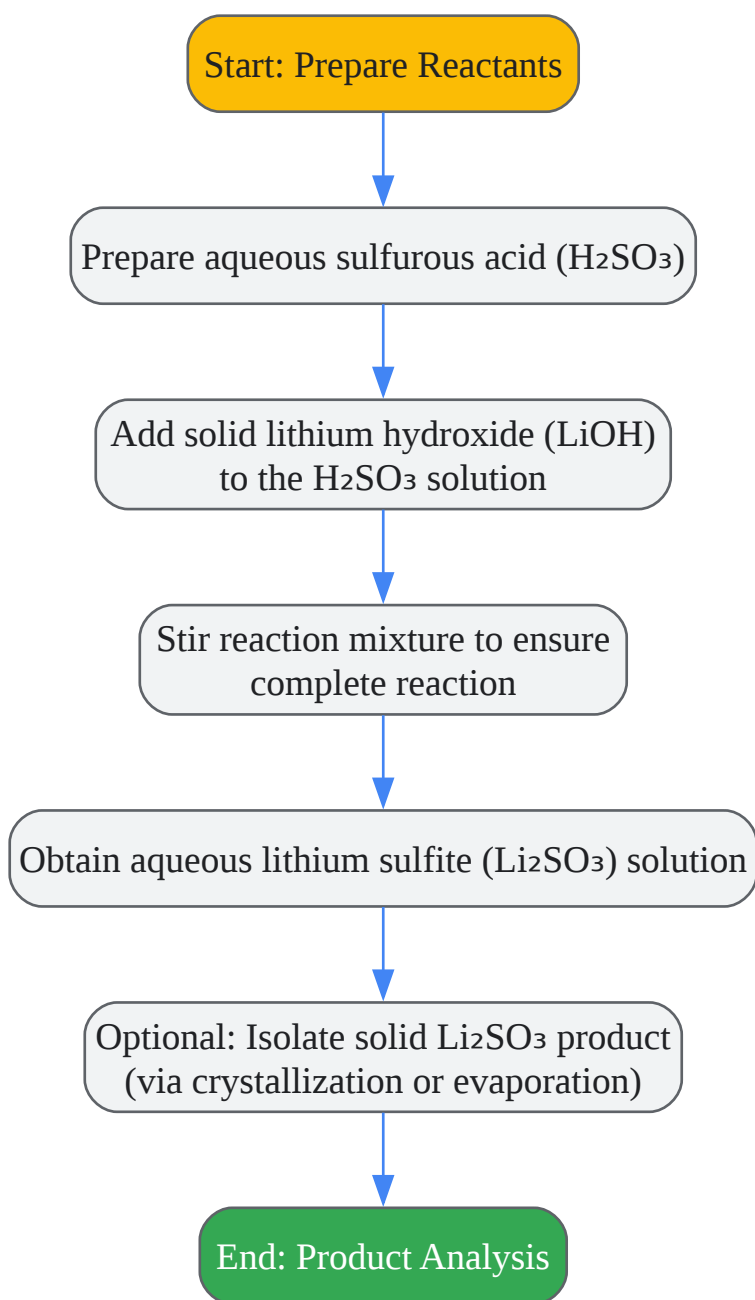 Start: Prepare Reactants
Prepare aqueous sulfurous acid (H₂SO₃)
Add solid lithium hydroxide (LiOH)
to the H₂SO₃ solution
Stir reaction mixture to ensure
complete reaction
Obtain aqueous lithium sulfite (Li₂SO₃) solution
Optional: Isolate solid Li₂SO₃ product
(via crystallization or evaporation)
End: Product Analysis